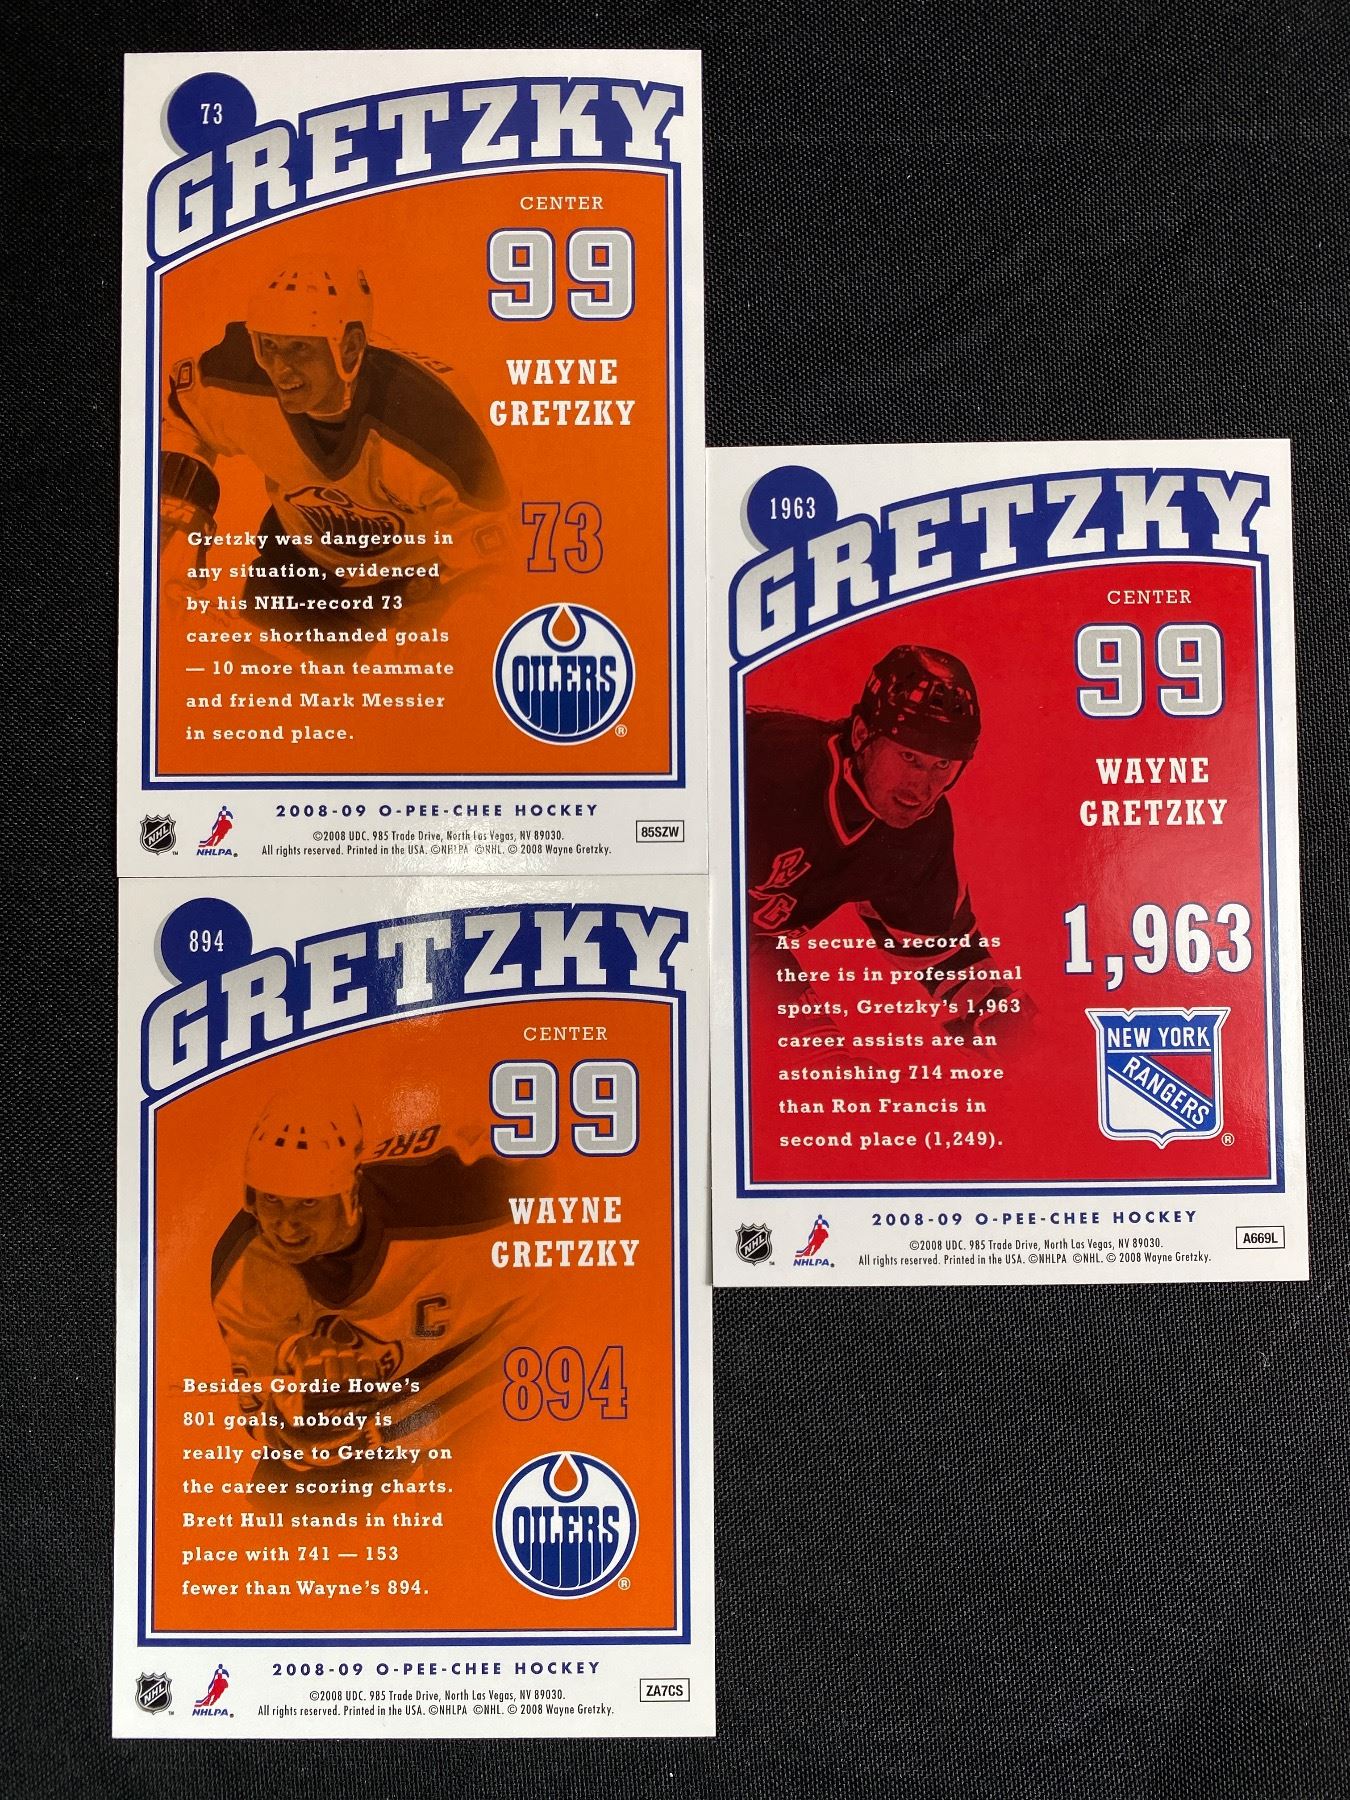 73
GRETZKY
CENTER
99
WAYNE
GRETZKY
73
Gretzky was dangerous in
any situation, evidenced
by his NHL-record 73
career shorthanded goals
— 10 more than teammate
and friend Mark Messier
in second place.
OILERS
®
NHL
™
NHLPA.
®
2008-09 O-PEE-CHEE HOCKEY
©2008 UDC. 985 Trade Drive, North Las Vegas, NV 89030.
All rights reserved. Printed in the USA. ©NHLPA ©NHL. © 2008 Wayne Gretzky.
85SZW
1963
GRETZKY
CENTER
99
WAYNE
GRETZKY
1,963
As secure a record as
there is in professional
sports, Gretzky's 1,963
career assists are an
astonishing 714 more
than Ron Francis in
second place (1,249).
NEW YORK
RANGERS
®
NHL
™
NHLPA.
®
2008-09 O-PEE-CHEE HOCKEY
©2008 UDC. 985 Trade Drive, North Las Vegas, NV 89030.
All rights reserved. Printed in the USA. ©NHLPA ©NHL. © 2008 Wayne Gretzky.
A669L
894
GRETZKY
CENTER
99
WAYNE
GRETZKY
GRE
C
894
Besides Gordie Howe's
801 goals, nobody is
really close to Gretzky on
the career scoring charts.
Brett Hull stands in third
place with 741 — 153
fewer than Wayne's 894.
OILERS
®
NHL
™
NHLPA.
®
2008-09 O-PEE-CHEE HOCKEY
©2008 UDC. 985 Trade Drive, North Las Vegas, NV 89030.
All rights reserved. Printed in the USA. ©NHLPA ©NHL. © 2008 Wayne Gretzky.
ZA7CS